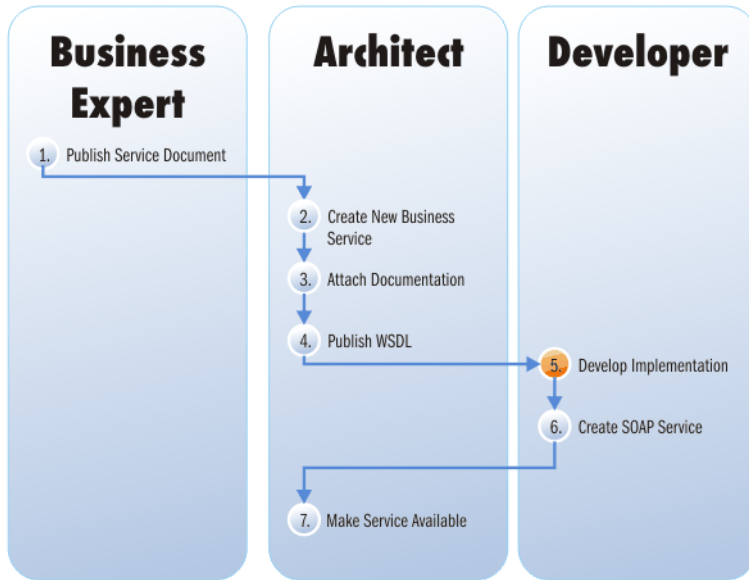 Business
Expert
Architect
Developer
1. Publish Service Document
2. Create New Business
Service
3. Attach Documentation
4. Publish WSDL
5. Develop Implementation
6. Create SOAP Service
7. Make Service Available